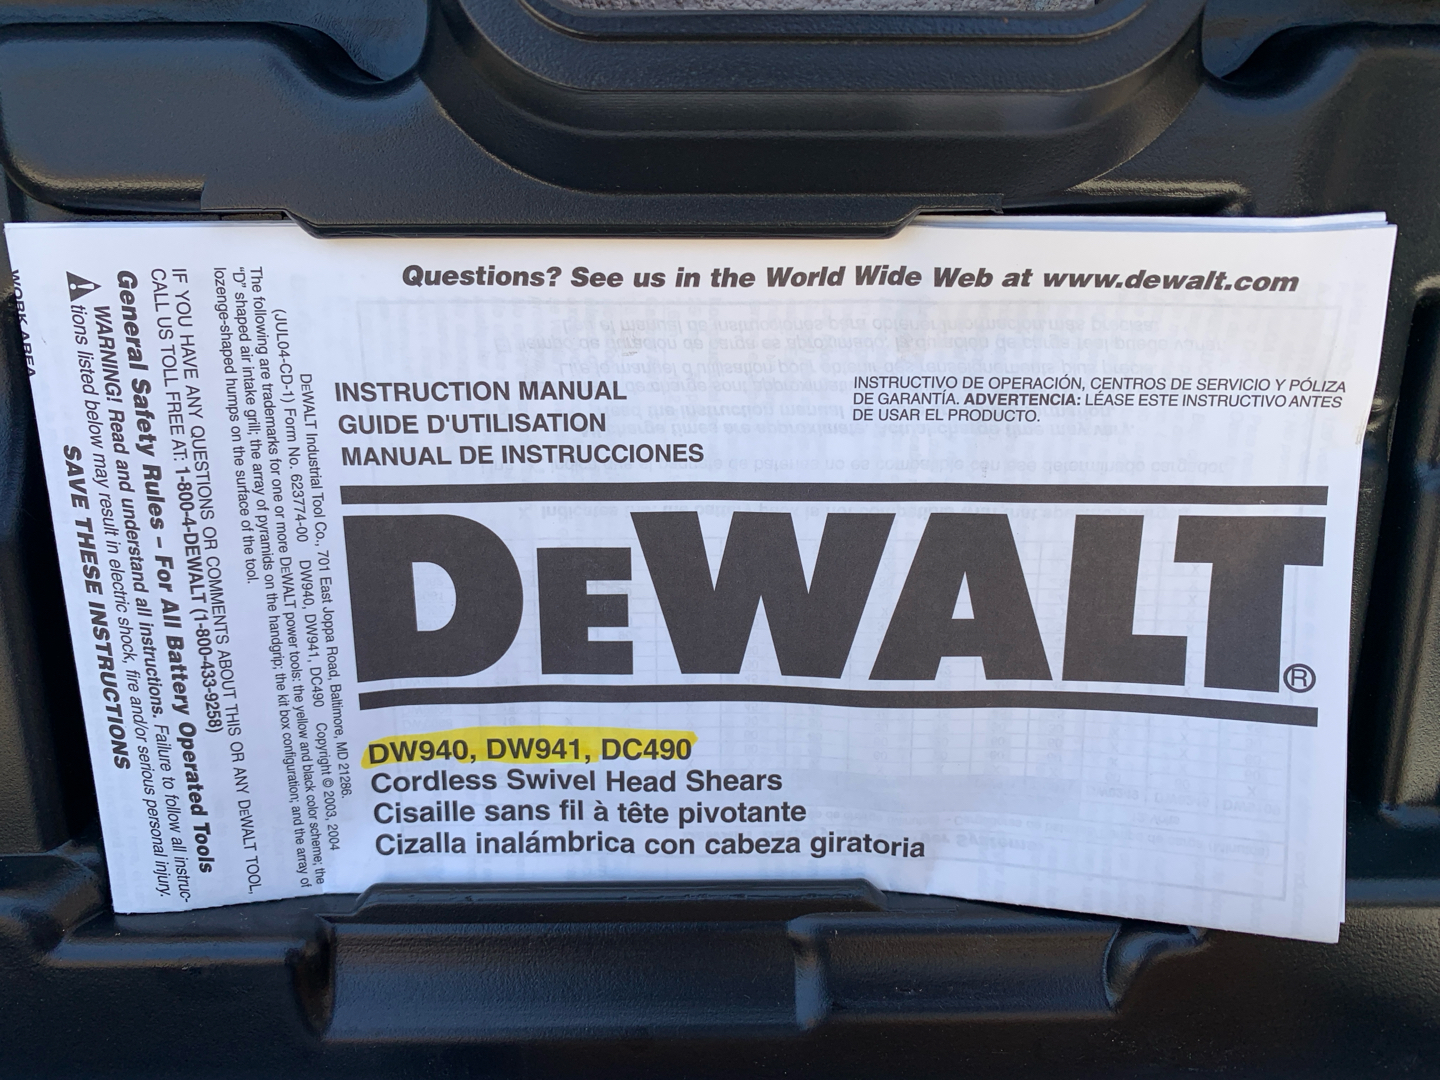 Questions? See us in the World Wide Web at www.dewalt.com
INSTRUCTION MANUAL
GUIDE D'UTILISATION
MANUAL DE INSTRUCCIONES
INSTRUCTIVO DE OPERACIÓN, CENTROS DE SERVICIO Y PÓLIZA
DE GARANTÍA. ADVERTENCIA: LÉASE ESTE INSTRUCTIVO ANTES
DE USAR EL PRODUCTO.
DEWALT®
DW940, DW941, DC490
Cordless Swivel Head Shears
Cisaille sans fil à tête pivotante
Cizalla inalámbrica con cabeza giratoria
DEWALT Industrial Tool Co., 701 East Joppa Road, Baltimore, MD 21286.
(JUL04-CD-1) Form No. 623774-00 DW940, DW941, DC490 Copyright © 2003, 2004
The following are trademarks for one or more DEWALT power tools: the yellow and black color scheme; the
"D" shaped air intake grill; the array of pyramids on the handgrip; the kit box configuration; and the array of
lozenge-shaped humps on the surface of the tool.
IF YOU HAVE ANY QUESTIONS OR COMMENTS ABOUT THIS OR ANY DEWALT TOOL,
CALL US TOLL FREE AT: 1-800-4-DEWALT (1-800-433-9258)
General Safety Rules – For All Battery Operated Tools
WARNING! Read and understand all instructions. Failure to follow all instruc-
tions listed below may result in electric shock, fire and/or serious personal injury.
SAVE THESE INSTRUCTIONS
WORK AREA